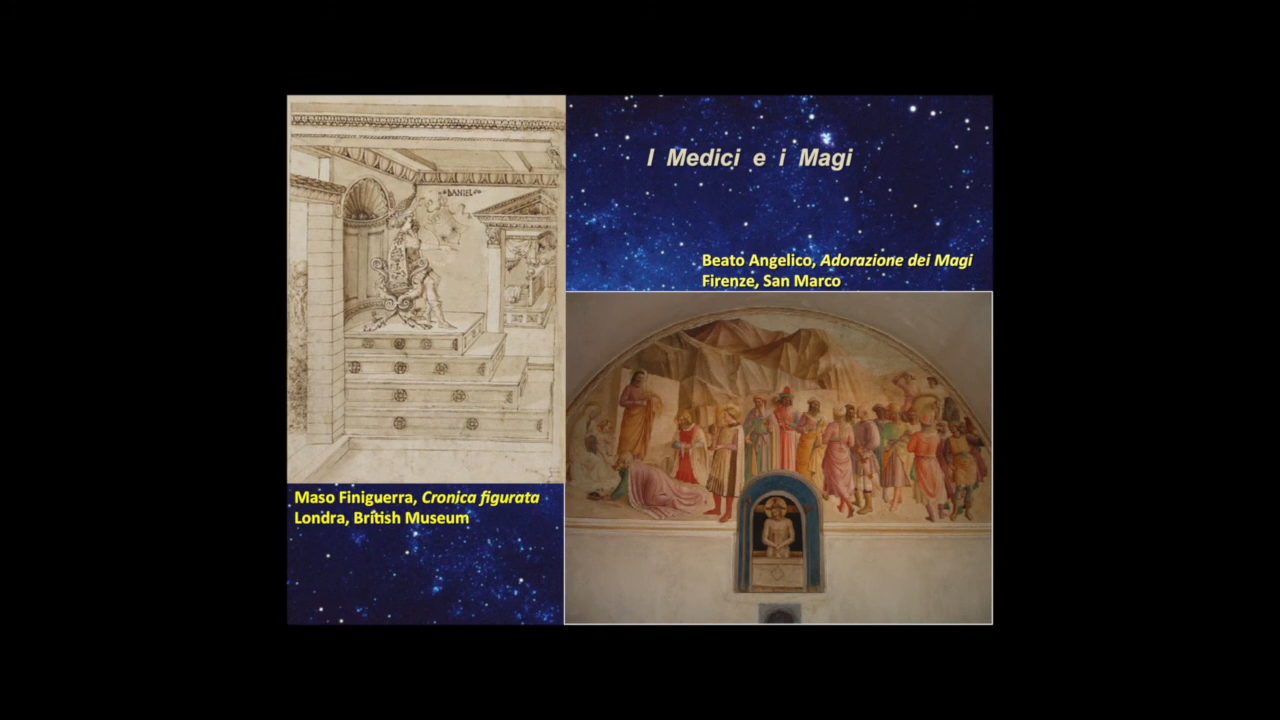 I Medici e i Magi
Beato Angelico, Adorazione dei Magi
Firenze, San Marco
DANIEL
Maso Finiguerra, Cronica figurata
Londra, British Museum